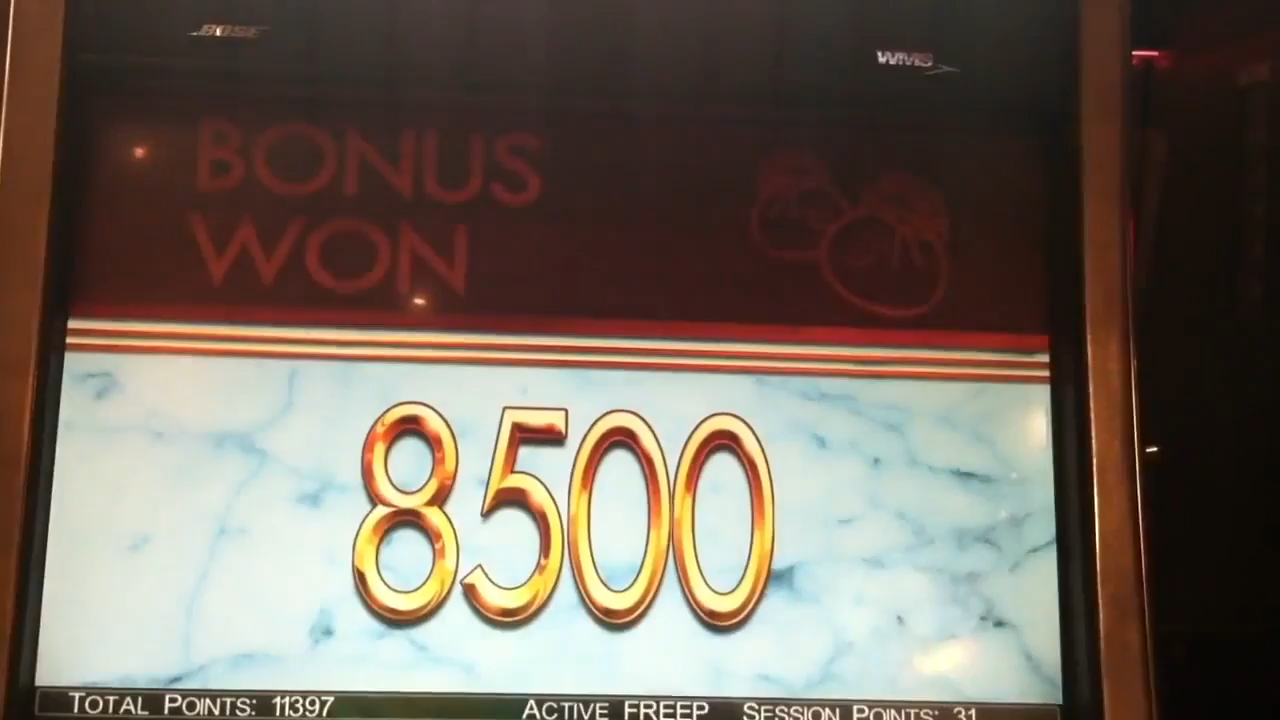 BOSE
WMS
BONUS
WON
8500
TOTAL POINTS: 11397 ACTIVE FREEP SESSION POINTS: 31